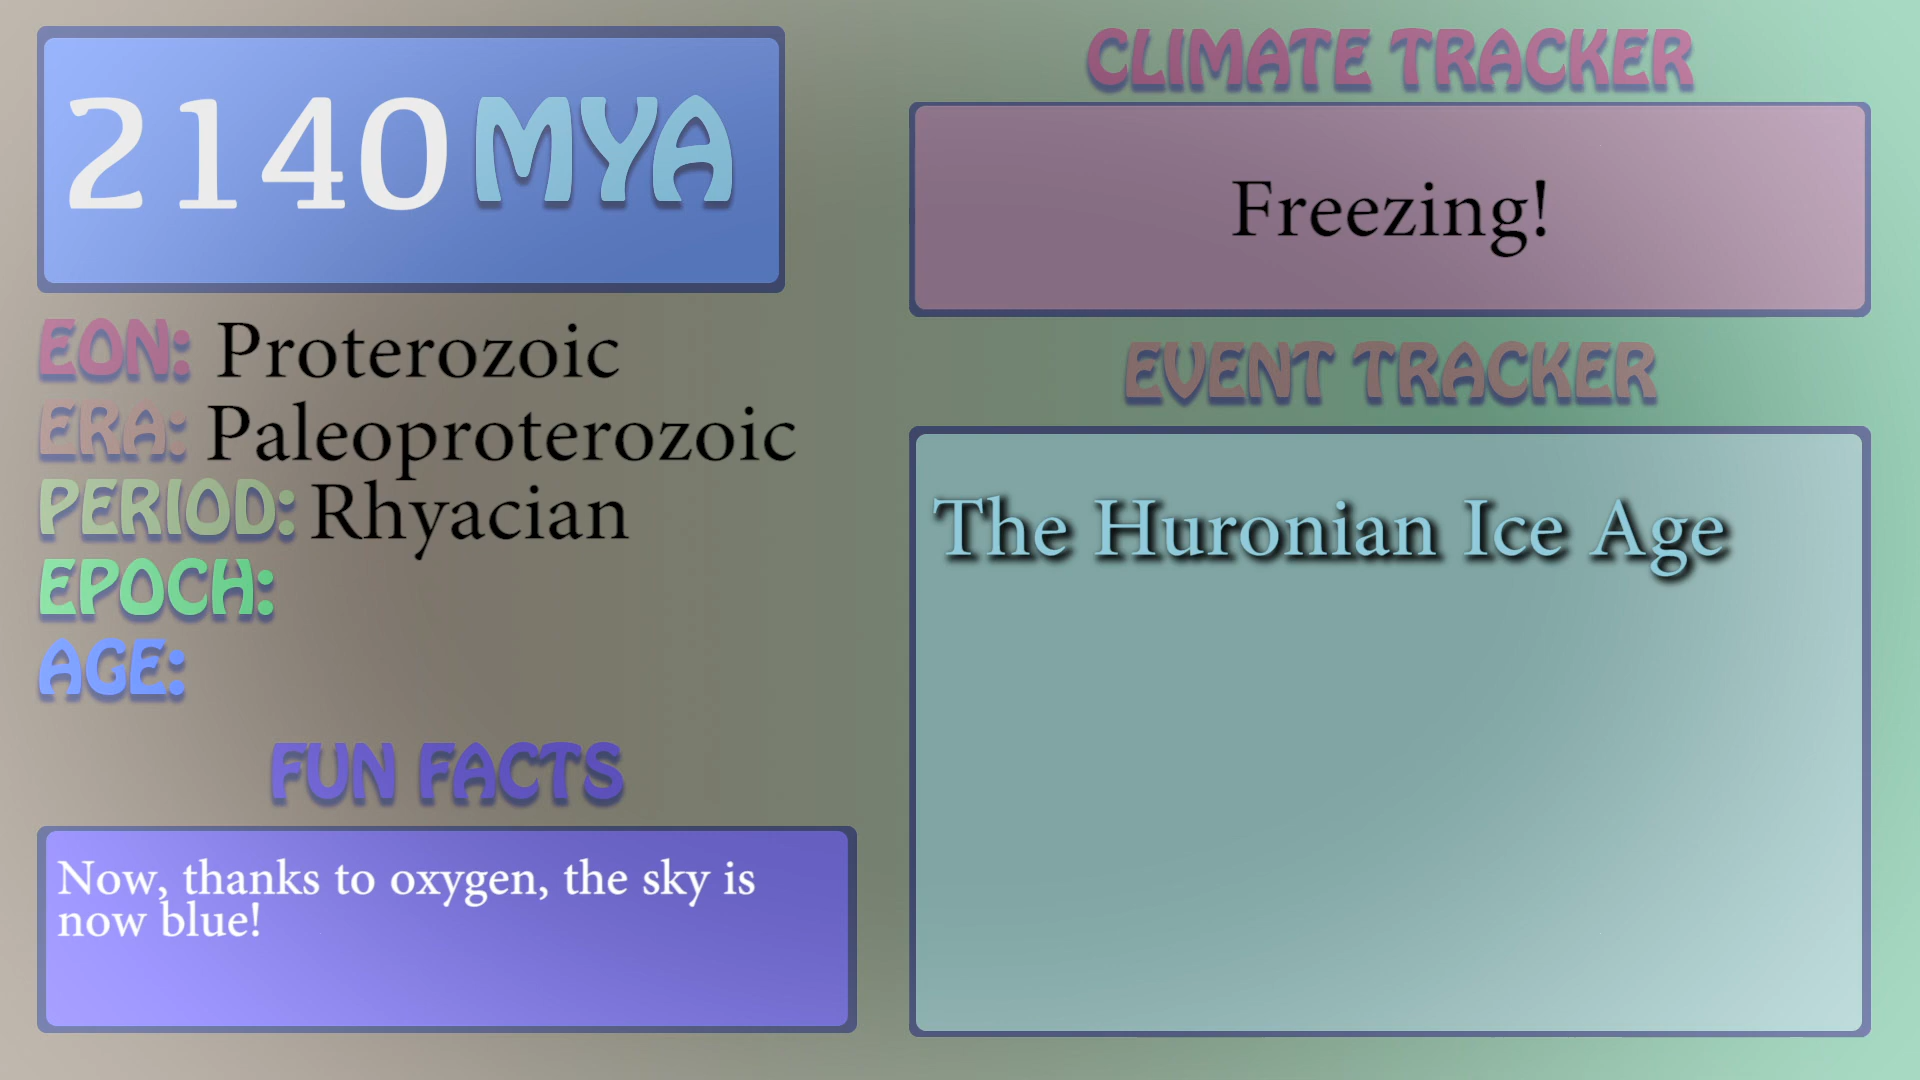 2140 MYA
EON: Proterozoic
ERA: Paleoproterozoic
PERIOD: Rhyacian
EPOCH:
AGE:
FUN FACTS
Now, thanks to oxygen, the sky is
now blue!
CLIMATE TRACKER
Freezing!
EVENT TRACKER
The Huronian Ice Age